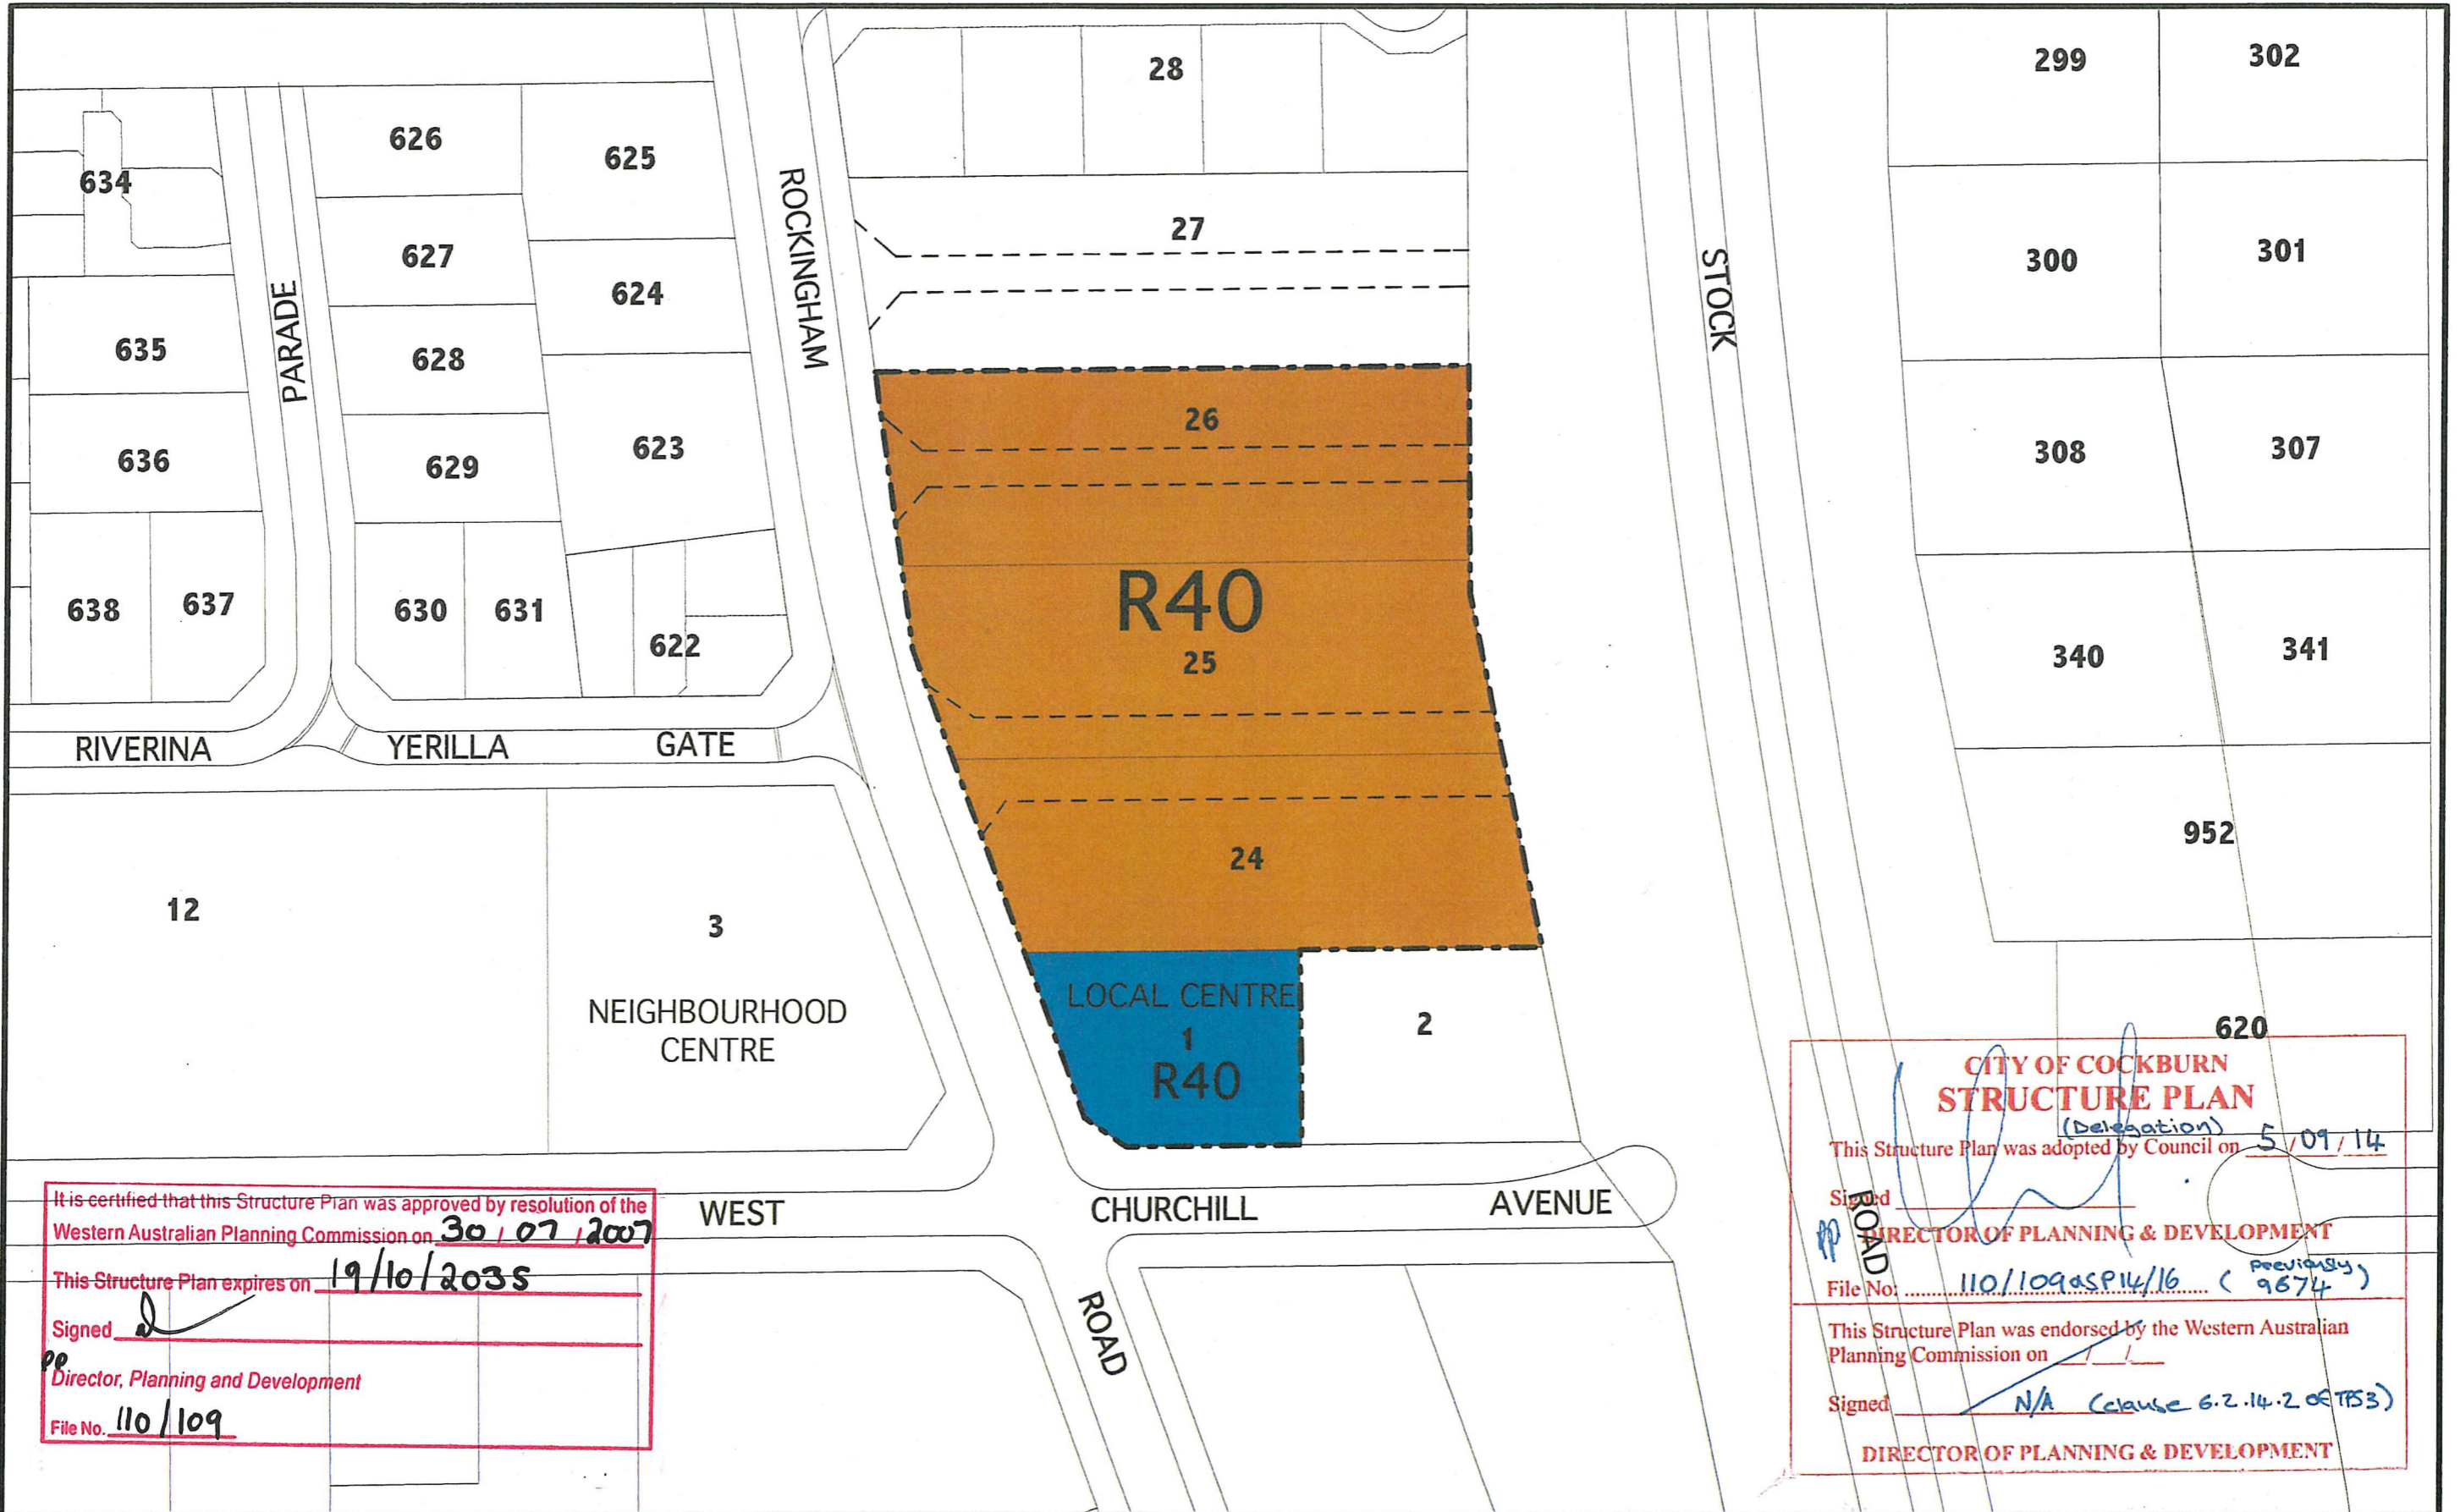 28
299
302
626
625
634
ROCKINGHAM
27
627
300
301
STOCK
624
PARADE
635
628
26
636
629
623
308
307
R40
638
637
630
631
622
25
340
341
RIVERINA
YERILLA
GATE
952
24
12
3
NEIGHBOURHOOD
CENTRE
LOCAL CENTRE
1
R40
2
620
CITY OF COCKBURN
STRUCTURE PLAN
(Delegation)
This Structure Plan was adopted by Council on 5/09/14
Signed
pp DIRECTOR OF PLANNING & DEVELOPMENT
File No: 110/109 aSP14/16 (previously 9674)
This Structure Plan was endorsed by the Western Australian
Planning Commission on __/__/__
Signed N/A (clause 6.2.14.2 of TPS3)
DIRECTOR OF PLANNING & DEVELOPMENT
ROAD
WEST
CHURCHILL
AVENUE
ROAD
It is certified that this Structure Plan was approved by resolution of the
Western Australian Planning Commission on 30/07/2007
This Structure Plan expires on 19/10/2035
Signed
pp
Director, Planning and Development
File No. 110/109